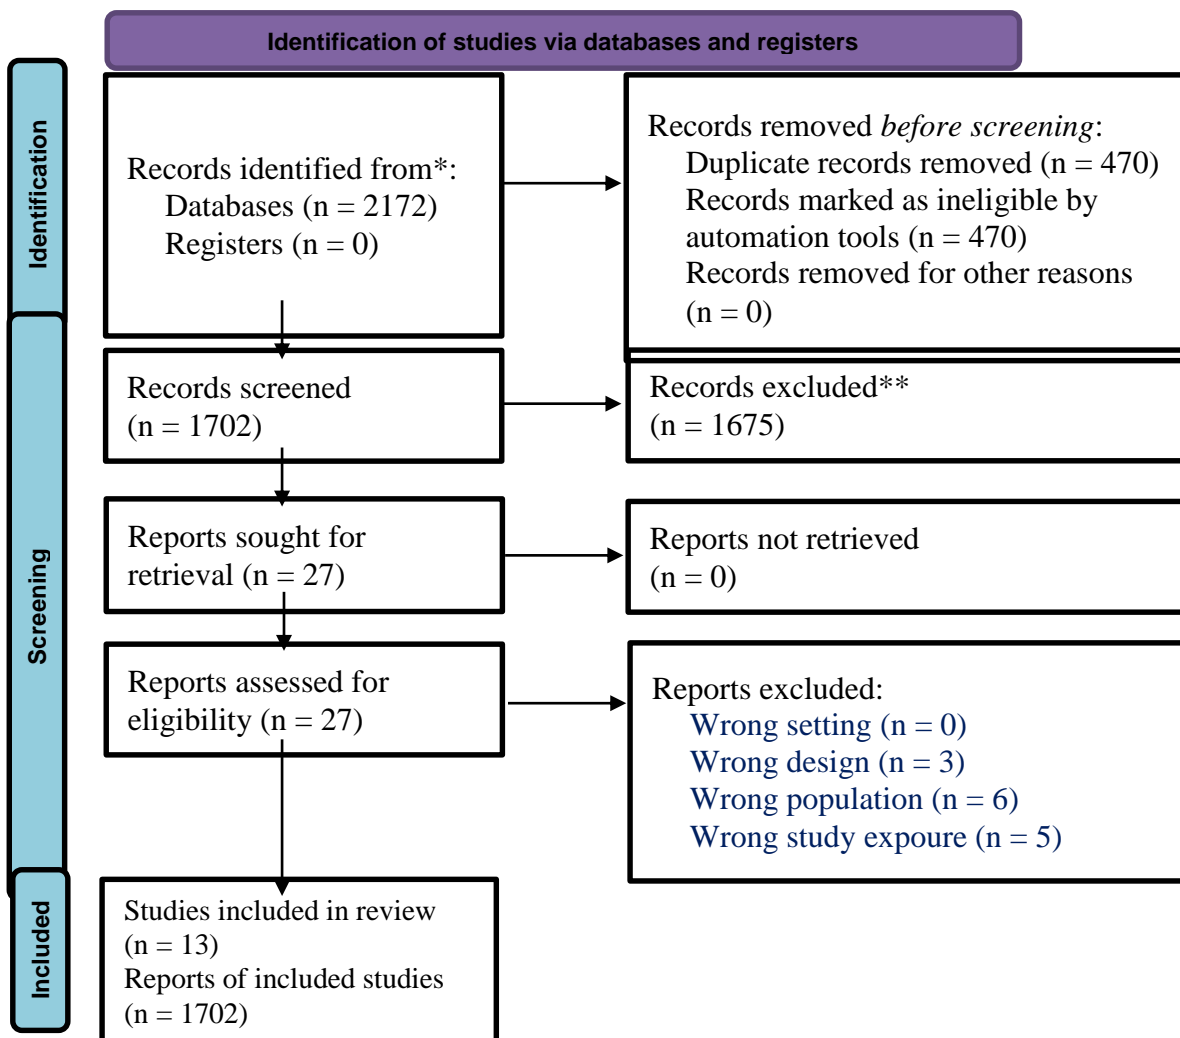 Identification of studies via databases and registers
Identification
Records identified from*:
Databases (n = 2172)
Registers (n = 0)
Records removed before screening:
Duplicate records removed (n = 470)
Records marked as ineligible by
automation tools (n = 470)
Records removed for other reasons
(n = 0)
Screening
Records screened
(n = 1702)
Records excluded**
(n = 1675)
Reports sought for
retrieval (n = 27)
Reports not retrieved
(n = 0)
Reports assessed for
eligibility (n = 27)
Reports excluded:
Wrong setting (n = 0)
Wrong design (n = 3)
Wrong population (n = 6)
Wrong study expoure (n = 5)
Included
Studies included in review
(n = 13)
Reports of included studies
(n = 1702)